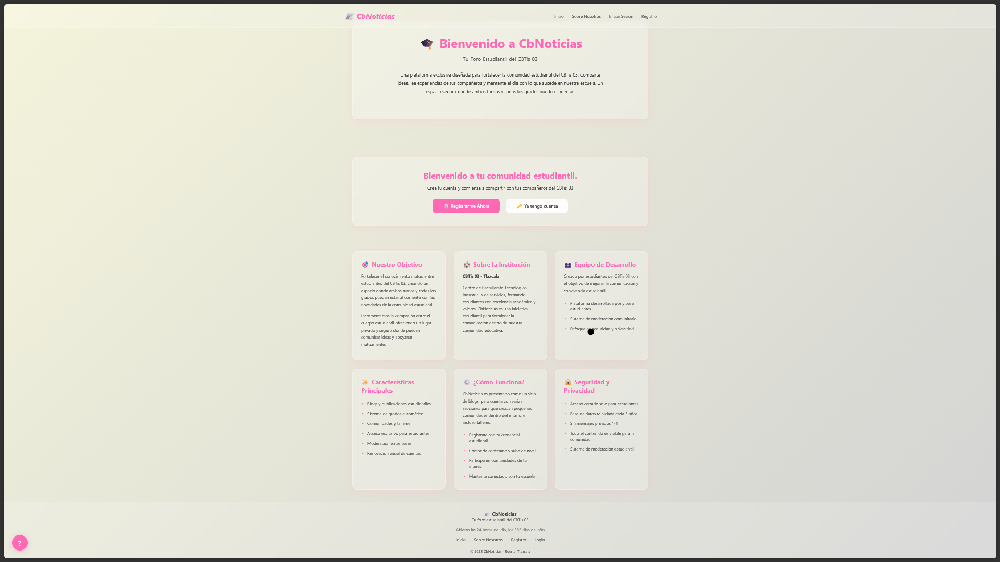 CbNoticias
Inicio
Sobre Nosotros
Iniciar Sesión
Registro
Bienvenido a CbNoticias
Tu Foro Estudiantil del CBTis 03
Una plataforma exclusiva diseñada para fortalecer la comunidad estudiantil del CBTis 03. Comparte
ideas, lee experiencias de tus compañeros y mantente al día con lo que sucede en nuestra escuela. Un
espacio seguro donde ambos turnos y todos los grados pueden conectar.
Bienvenido a tu comunidad estudiantil.
Crea tu cuenta y comienza a compartir con tus compañeros del CBTis 03
Registrarme Ahora
Ya tengo cuenta
Nuestro Objetivo
Fortalecer el conocimiento mutuo entre
estudiantes del CBTis 03, creando un
espacio donde ambos turnos y todos los
grados puedan estar al corriente con las
novedades de la comunidad estudiantil.
Incrementamos la compasión entre el
cuerpo estudiantil ofreciendo un lugar
privado y seguro donde pueden
comunicar ideas y apoyarse
mutuamente.
Sobre la Institución
CBTis 03 - Tlaxcala
Centro de Bachillerato Tecnológico
industrial y de servicios, formando
estudiantes con excelencia académica y
valores. CbNoticias es una iniciativa
estudiantil para fortalecer la
comunicación dentro de nuestra
comunidad educativa.
Equipo de Desarrollo
Creado por estudiantes del CBTis 03 con
el objetivo de mejorar la comunicación y
convivencia estudiantil.
Plataforma desarrollada por y para
estudiantes
Sistema de moderación comunitario
Enfoque en seguridad y privacidad
Características
Principales
Blogs y publicaciones estudiantiles
Sistema de grados automático
Comunidades y talleres
Acceso exclusivo para estudiantes
Moderación entre pares
Renovación anual de cuentas
¿Cómo Funciona?
CbNoticias es presentado como un sitio
de blogs, pero cuenta con varias
secciones para que crezcan pequeñas
comunidades dentro del mismo, e
incluso talleres.
Regístrate con tu credencial
estudiantil
Comparte contenido y sube de nivel
Participa en comunidades de tu
interés
Mantente conectado con tu escuela
Seguridad y
Privacidad
Acceso cerrado solo para estudiantes
Base de datos reiniciada cada 3 años
Sin mensajes privados 1-1
Todo el contenido es visible para la
comunidad
Sistema de moderación estudiantil
CbNoticias
Tu foro estudiantil del CBTis 03
Abierto las 24 horas del día, los 365 días del año
Inicio
Sobre Nosotros
Registro
Login
© 2025 CbNoticias - Suerte, Tlaxcala
?